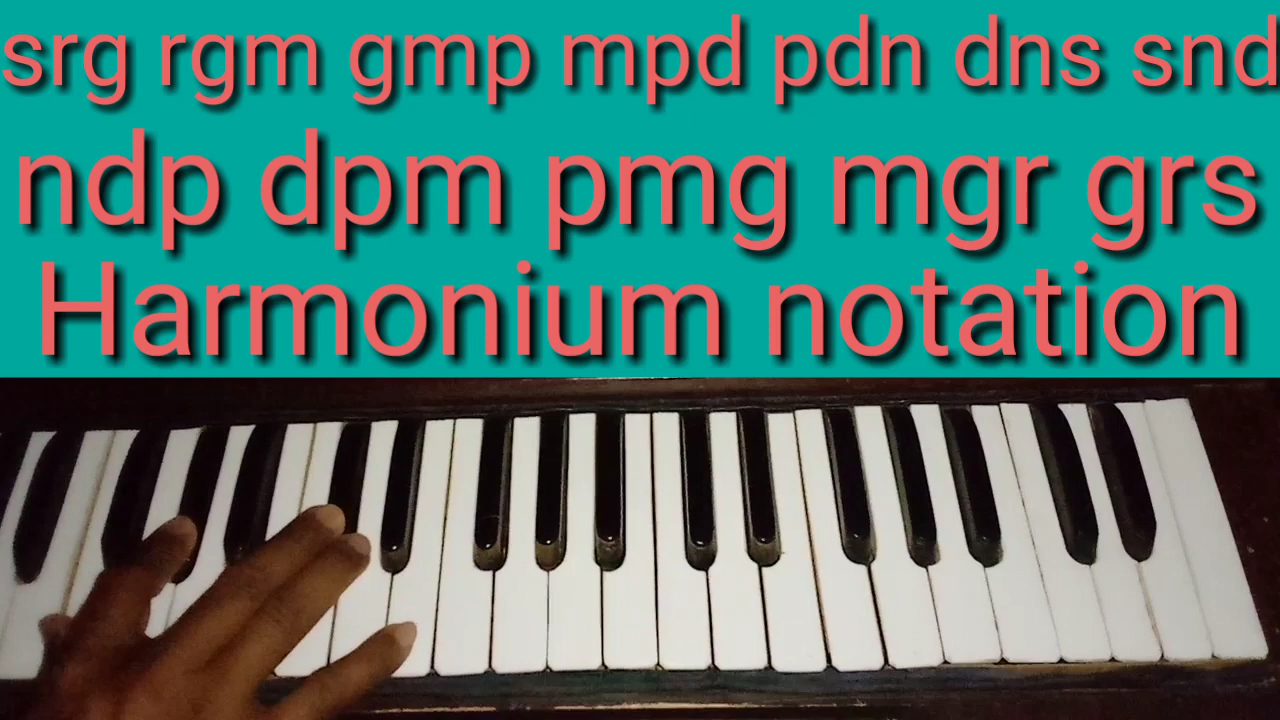 srg rgm gmp mpd pdn dns snd
ndp dpm pmg mgr grs
Harmonium notation